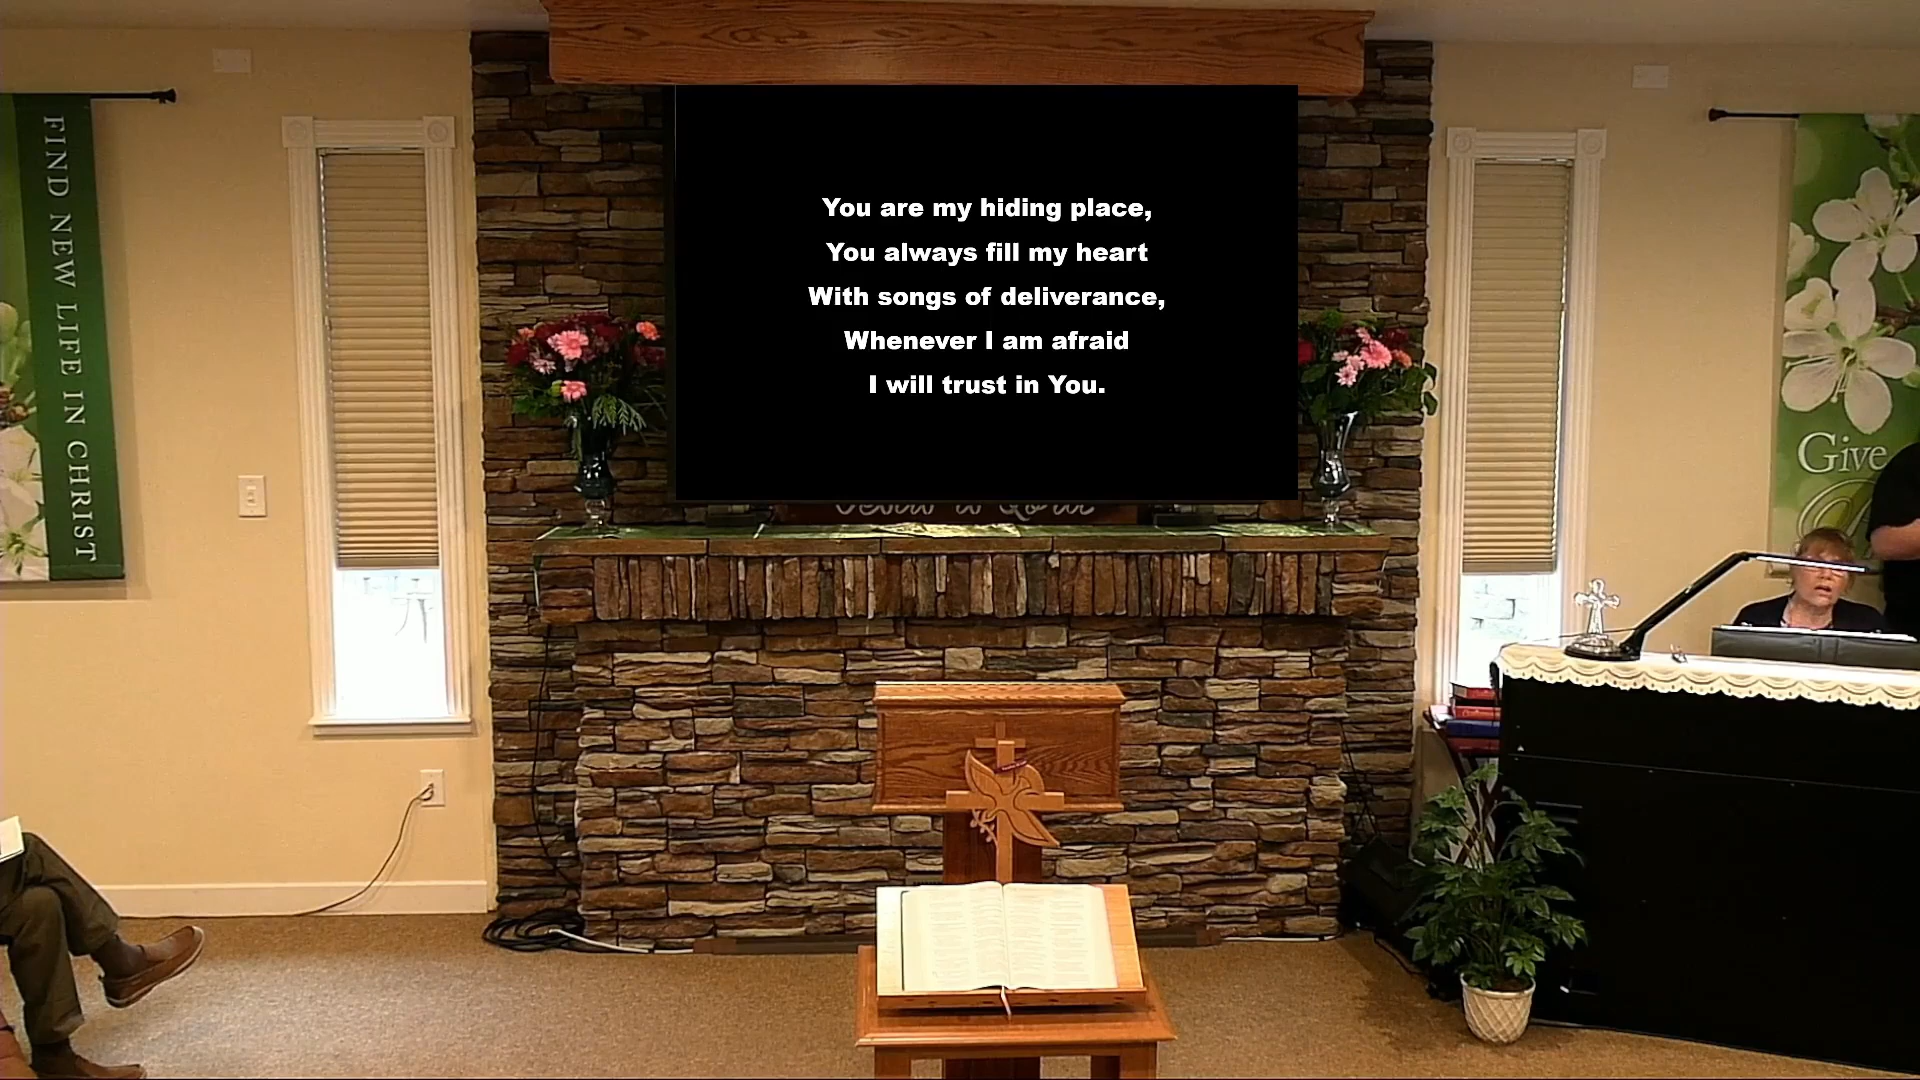 FIND NEW LIFE IN CHRIST
You are my hiding place,
You always fill my heart
With songs of deliverance,
Whenever I am afraid
I will trust in You.
Give